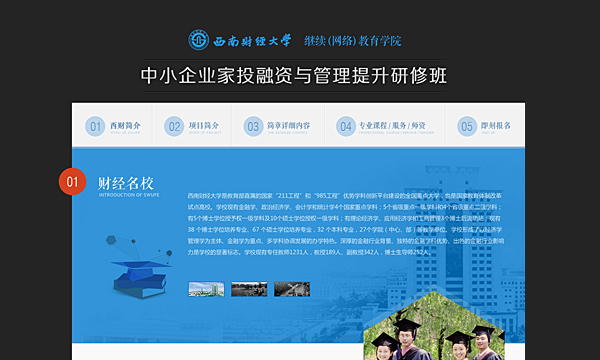 西南财经大学 继续(网络)教育学院
中小企业家投融资与管理提升研修班
01 西财简介
02 项目简介
03 简章详细内容
04 专业课程/服务/师资
05 即刻报名
01
财经名校
INTRODUCTION OF SWUFE
西南财经大学是教育部直属的国家“211工程”和“985工程”优势学科创新平台建设的全国重点大学，也是国家教育体制改革
试点高校。学校现有金融学、政治经济学、会计学和统计学4个国家重点学科；5个省级重点一级学科和4个省级重点二级学科；
有5个博士学位授予权一级学科及10个硕士学位授权一级学科；有理论经济学、应用经济学和工商管理3个博士后流动站；现有
38 个博士学位培养专业、67 个硕士学位培养专业、32 个本科专业，27个学院（中心、部）等教学单位。学校形成了以经济学
管理学为主体、金融学为重点、多学科协调发展的办学特色。深厚的金融行业背景、独特的金融学科优势、出色的金融行业影响
力是学校的显著标志。学校现有专任教师1231人，教授189人、副教授342人，博士生导师252人。